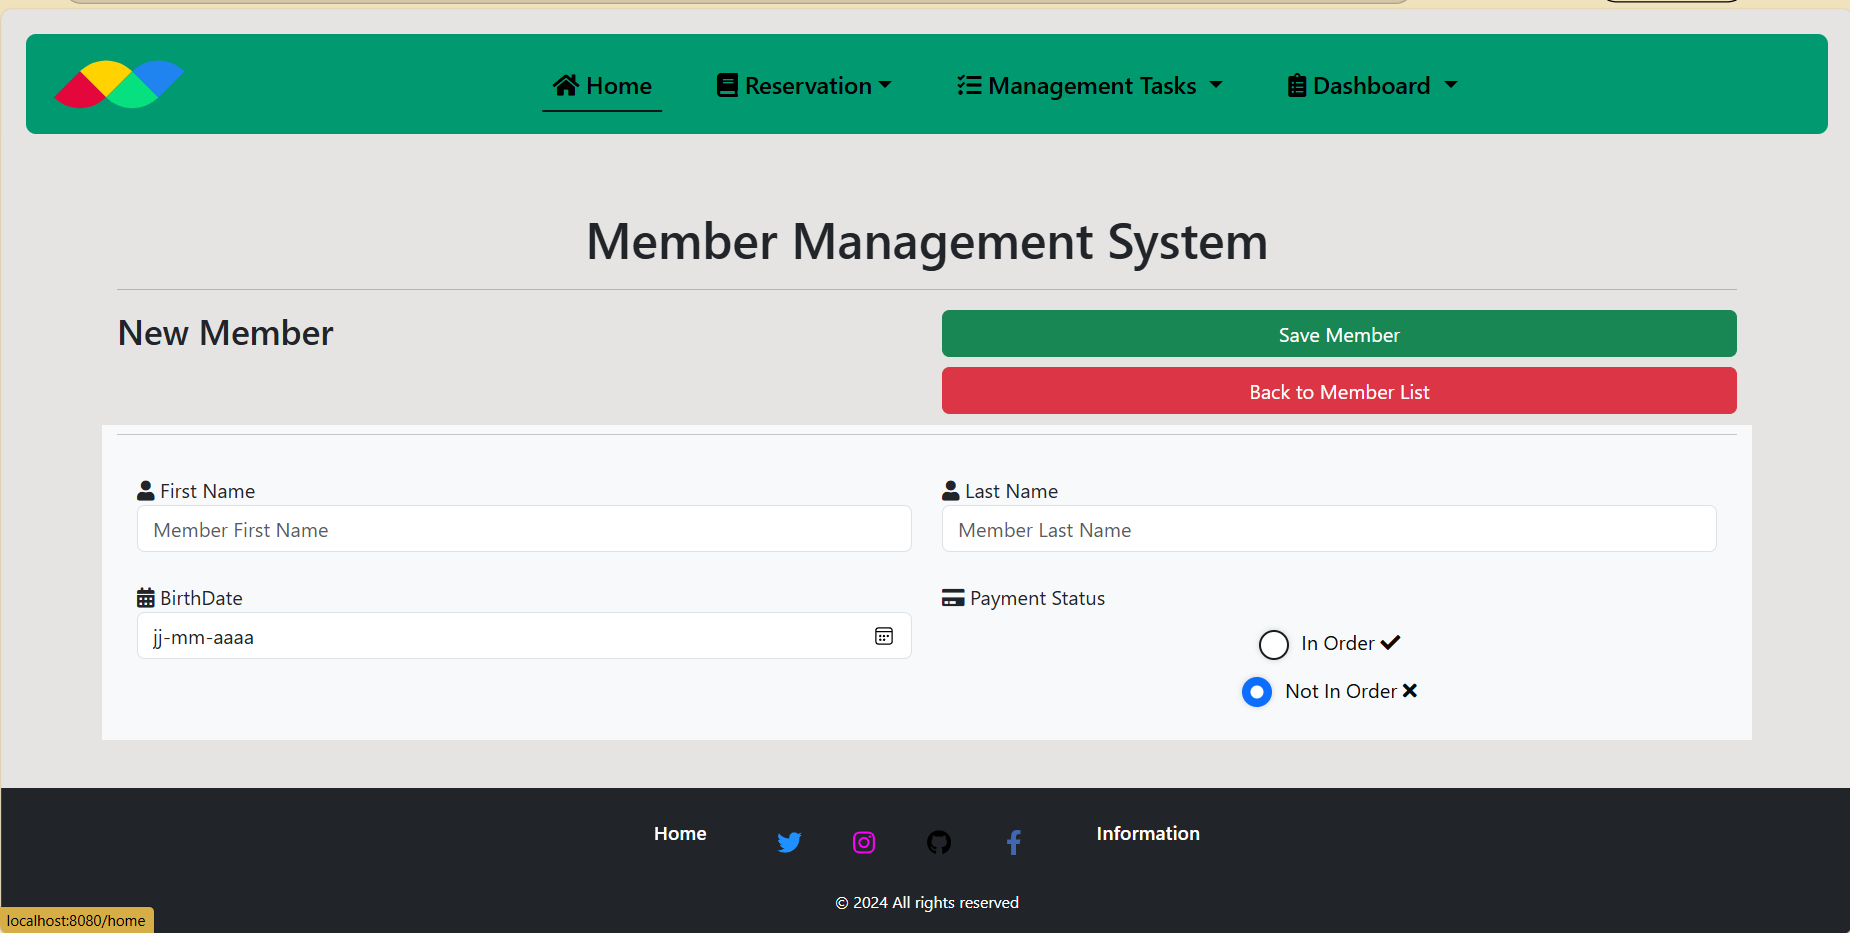 Home Reservation Management Tasks Dashboard
Member Management System
New Member
Save Member
Back to Member List
First Name
Member First Name
Last Name
Member Last Name
BirthDate
jj-mm-aaaa
Payment Status
In Order
Not In Order
Home Information
© 2024 All rights reserved
localhost:8080/home